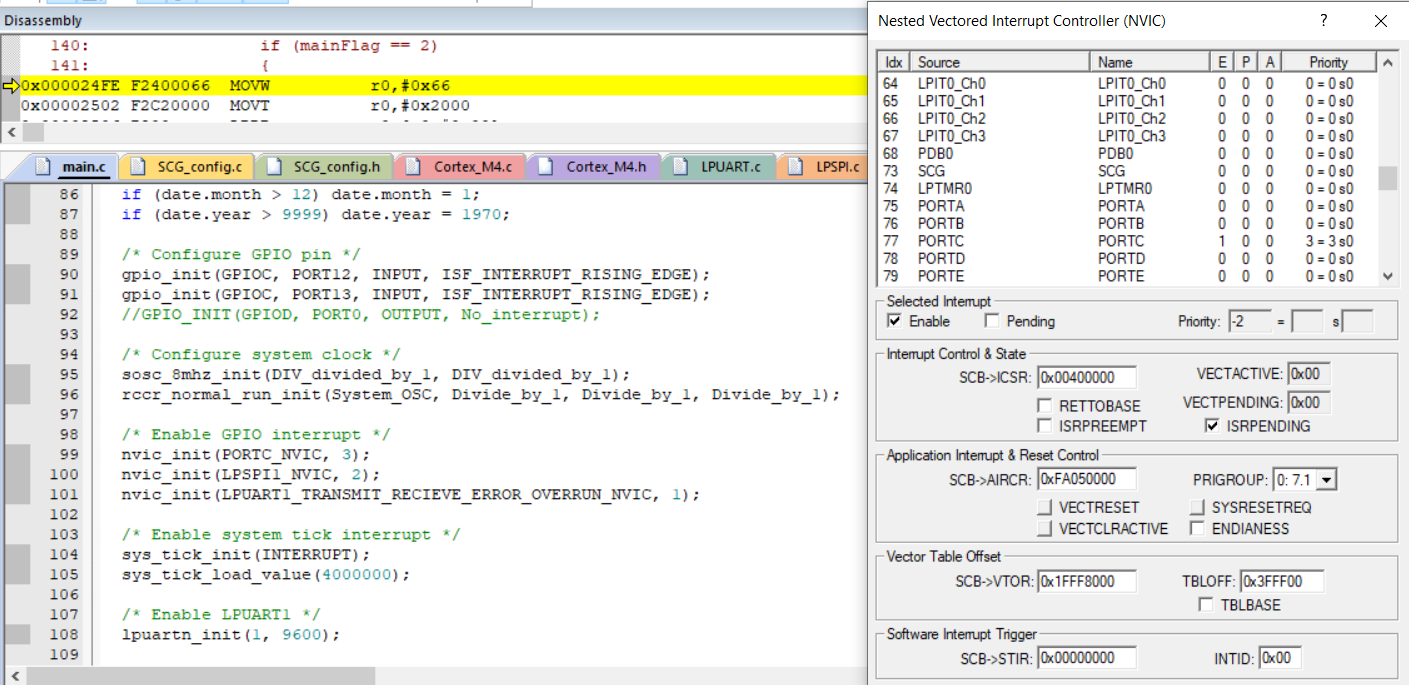 Disassembly
140: if (mainFlag == 2)
141: {
0x000024FE F2400066 MOVW r0,#0x66
0x00002502 F2C20000 MOVT r0,#0x2000
main.c SCG_config.c SCG_config.h Cortex_M4.c Cortex_M4.h LPUART.c LPSPI.c
86 if (date.month > 12) date.month = 1;
87 if (date.year > 9999) date.year = 1970;
88
89 /* Configure GPIO pin */
90 gpio_init(GPIOC, PORT12, INPUT, ISF_INTERRUPT_RISING_EDGE);
91 gpio_init(GPIOC, PORT13, INPUT, ISF_INTERRUPT_RISING_EDGE);
92 //GPIO_INIT(GPIOD, PORT0, OUTPUT, No_interrupt);
93
94 /* Configure system clock */
95 sosc_8mhz_init(DIV_divided_by_1, DIV_divided_by_1);
96 rccr_normal_run_init(System_OSC, Divide_by_1, Divide_by_1, Divide_by_1);
97
98 /* Enable GPIO interrupt */
99 nvic_init(PORTC_NVIC, 3);
100 nvic_init(LPSPI1_NVIC, 2);
101 nvic_init(LPUART1_TRANSMIT_RECIEVE_ERROR_OVERRUN_NVIC, 1);
102
103 /* Enable system tick interrupt */
104 sys_tick_init(INTERRUPT);
105 sys_tick_load_value(4000000);
106
107 /* Enable LPUART1 */
108 lpuartn_init(1, 9600);
109
Nested Vectored Interrupt Controller (NVIC) ?
Idx Source Name E P A Priority
64 LPIT0_Ch0 LPIT0_Ch0 0 0 0 0 = 0 s0
65 LPIT0_Ch1 LPIT0_Ch1 0 0 0 0 = 0 s0
66 LPIT0_Ch2 LPIT0_Ch2 0 0 0 0 = 0 s0
67 LPIT0_Ch3 LPIT0_Ch3 0 0 0 0 = 0 s0
68 PDB0 PDB0 0 0 0 0 = 0 s0
73 SCG SCG 0 0 0 0 = 0 s0
74 LPTMR0 LPTMR0 0 0 0 0 = 0 s0
75 PORTA PORTA 0 0 0 0 = 0 s0
76 PORTB PORTB 0 0 0 0 = 0 s0
77 PORTC PORTC 1 0 0 3 = 3 s0
78 PORTD PORTD 0 0 0 0 = 0 s0
79 PORTE PORTE 0 0 0 0 = 0 s0
Selected Interrupt
Enable Pending Priority: -2 = s
Interrupt Control & State
SCB->ICSR: 0x00400000 VECTACTIVE: 0x00
RETTOBASE VECTPENDING: 0x00
ISRPREEMPT ISRPENDING
Application Interrupt & Reset Control
SCB->AIRCR: 0xFA050000 PRIGROUP: 0: 7.1
VECTRESET SYSRESETREQ
VECTCLRACTIVE ENDIANESS
Vector Table Offset
SCB->VTOR: 0x1FFF8000 TBLOFF: 0x3FFF00
TBLBASE
Software Interrupt Trigger
SCB->STIR: 0x00000000 INTID: 0x00